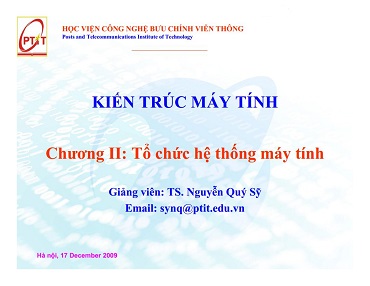 PTIT
HỌC VIỆN CÔNG NGHỆ BƯU CHÍNH VIỄN THÔNG
Posts and Telecommunications Institute of Technology
KIẾN TRÚC MÁY TÍNH
Chương II: Tổ chức hệ thống máy tính
Giảng viên: TS. Nguyễn Quý Sỹ
Email: synq@ptit.edu.vn
Hà nội, 17 December 2009